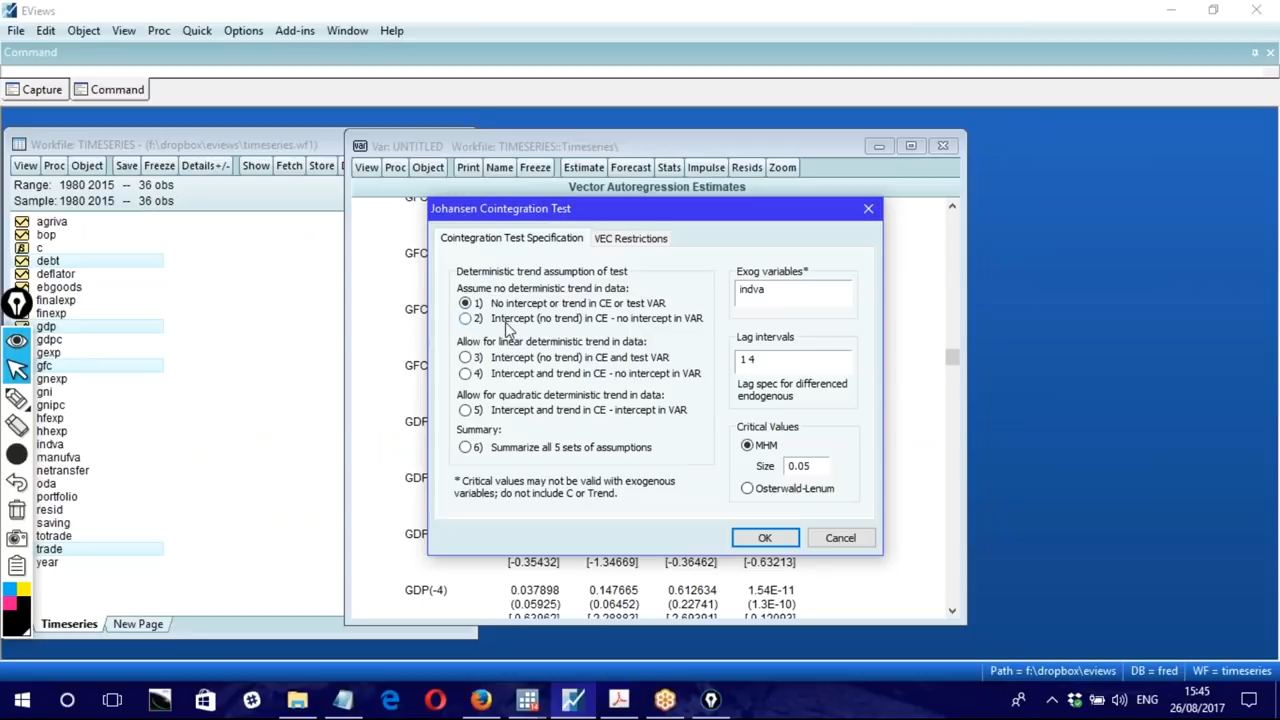 EViews
File Edit Object View Proc Quick Options Add-ins Window Help
Command
Capture Command
Workfile: TIMESERIES - (f:\dropbox\eviews\timeseries.wf1)
View Proc Object Save Freeze Details+/- Show Fetch Store
Range: 1980 2015 -- 36 obs
Sample: 1980 2015 -- 36 obs
agriva
bop
c
debt
deflator
ebgoods
finalexp
finexp
gdp
gdpc
gexp
gfc
gnexp
gni
gnipc
hfexp
hhexp
indva
manufva
netransfer
oda
portfolio
resid
saving
totrade
trade
year
Timeseries New Page
Var: UNTITLED Workfile: TIMESERIES::Timeseries\
View Proc Object Print Name Freeze Estimate Forecast Stats Impulse Resids Zoom
Vector Autoregression Estimates
Johansen Cointegration Test
Cointegration Test Specification VEC Restrictions
Deterministic trend assumption of test
Assume no deterministic trend in data:
1) No intercept or trend in CE or test VAR
2) Intercept (no trend) in CE - no intercept in VAR
Allow for linear deterministic trend in data:
3) Intercept (no trend) in CE and test VAR
4) Intercept and trend in CE - no intercept in VAR
Allow for quadratic deterministic trend in data:
5) Intercept and trend in CE - intercept in VAR
Summary:
6) Summarize all 5 sets of assumptions
* Critical values may not be valid with exogenous
variables; do not include C or Trend.
Exog variables*
indva
Lag intervals
1 4
Lag spec for differenced
endogenous
Critical Values
MHM
Size 0.05
Osterwald-Lenum
OK Cancel
[-0.35432] [-1.34669] [-0.36462] [-0.63213]
GDP(-4) 0.037898 0.147665 0.612634 1.54E-11
(0.05925) (0.06452) (0.22741) (1.3E-10)
Path = f:\dropbox\eviews DB = fred WF = timeseries
ENG
15:45
26/08/2017